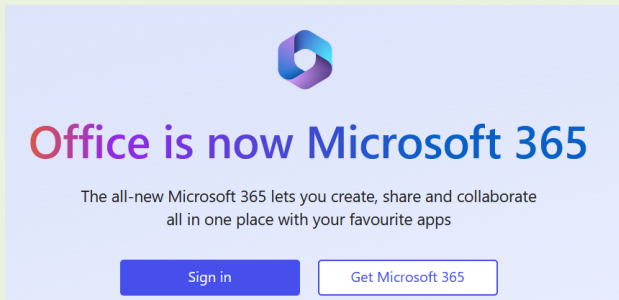 Office is now Microsoft 365
The all-new Microsoft 365 lets you create, share and collaborate
all in one place with your favourite apps
Sign in
Get Microsoft 365